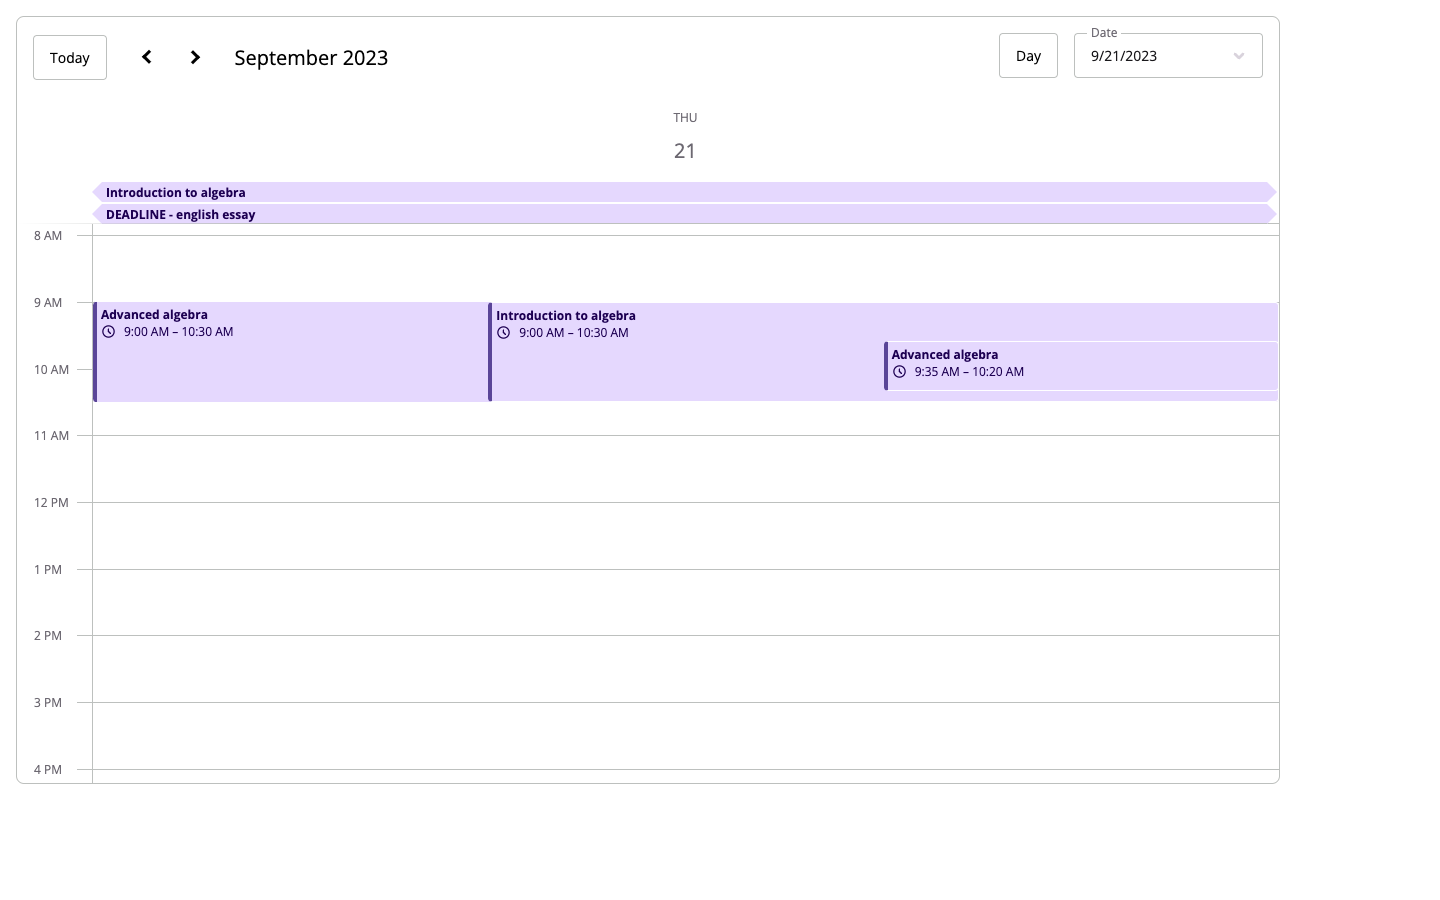 Today
September 2023
Day
Date
9/21/2023
THU
21
Introduction to algebra
DEADLINE - english essay
8 AM
9 AM
Advanced algebra
9:00 AM – 10:30 AM
Introduction to algebra
9:00 AM – 10:30 AM
Advanced algebra
9:35 AM – 10:20 AM
10 AM
11 AM
12 PM
1 PM
2 PM
3 PM
4 PM